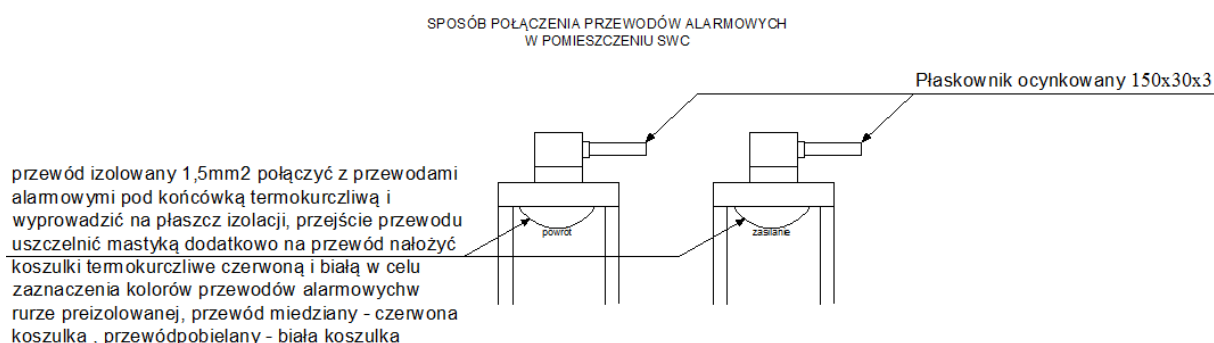 SPOSÓB POŁĄCZENIA PRZEWODÓW ALARMOWYCH
W POMIESZCZENIU SWC
Płaskownik ocynkowany 150x30x3
przewód izolowany 1,5mm2 połączyć z przewodami
alarmowymi pod końcówką termokurczliwą i
wyprowadzić na płaszcz izolacji, przejście przewodu
uszczelnić mastyką dodatkowo na przewód nałożyć
koszulki termokurczliwe czerwoną i białą w celu
zaznaczenia kolorów przewodów alarmowychw
rurze preizolowanej, przewód miedziany - czerwona
koszulka , przewódpobielany - biała koszulka
powrót
zasilanie